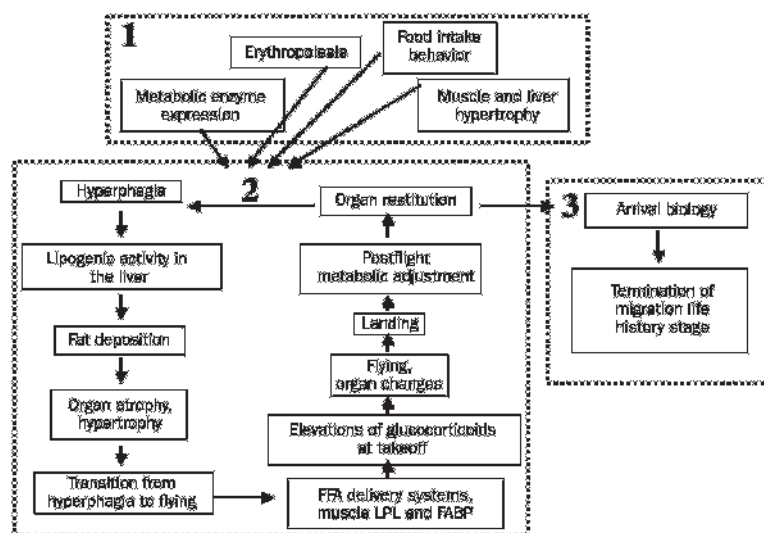 1
Erythropoiesis
Food intake
behavior
Metabolic enzyme
expression
Muscle and liver
hypertrophy
2
Hyperphagia
Lipogenic activity in
the liver
Fat deposition
Organ atrophy,
hypertrophy
Transition from
hyperphagia to flying
FFA delivery systems,
muscle LPL and FABP
Elevations of glucocorticoids
at takeoff
Flying,
organ changes
Landing
Postflight
metabolic adjustment
Organ restitution
3
Arrival biology
Termination of
migration life
history stage